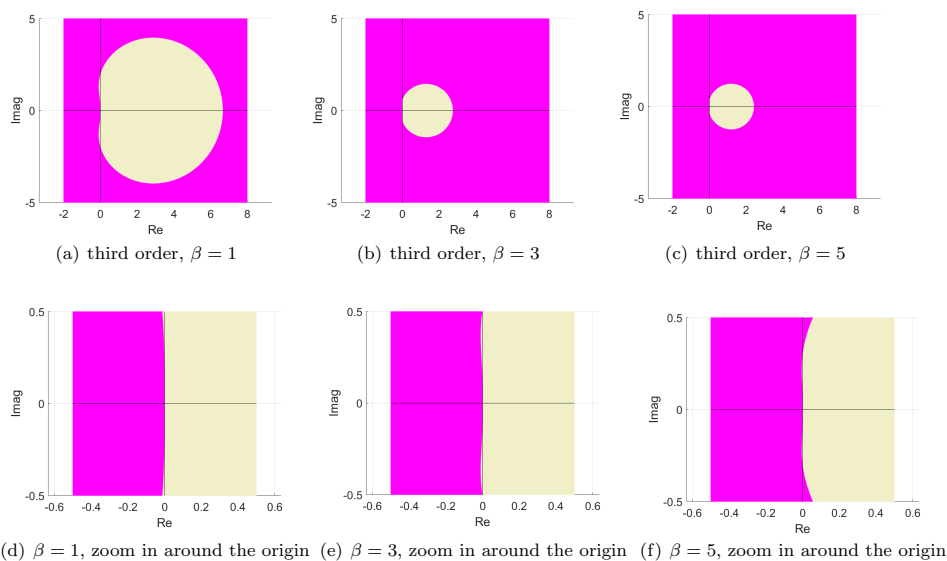 5
0
-5
Imag
-2 0 2 4 6 8
Re
(a) third order, β = 1
5
0
-5
Imag
-2 0 2 4 6 8
Re
(b) third order, β = 3
5
0
-5
Imag
-2 0 2 4 6 8
Re
(c) third order, β = 5
0.5
0
-0.5
Imag
-0.6 -0.4 -0.2 0 0.2 0.4 0.6
Re
(d) β = 1, zoom in around the origin
0.5
0
-0.5
Imag
-0.6 -0.4 -0.2 0 0.2 0.4 0.6
Re
(e) β = 3, zoom in around the origin
0.5
0
-0.5
Imag
-0.6 -0.4 -0.2 0 0.2 0.4 0.6
Re
(f) β = 5, zoom in around the origin